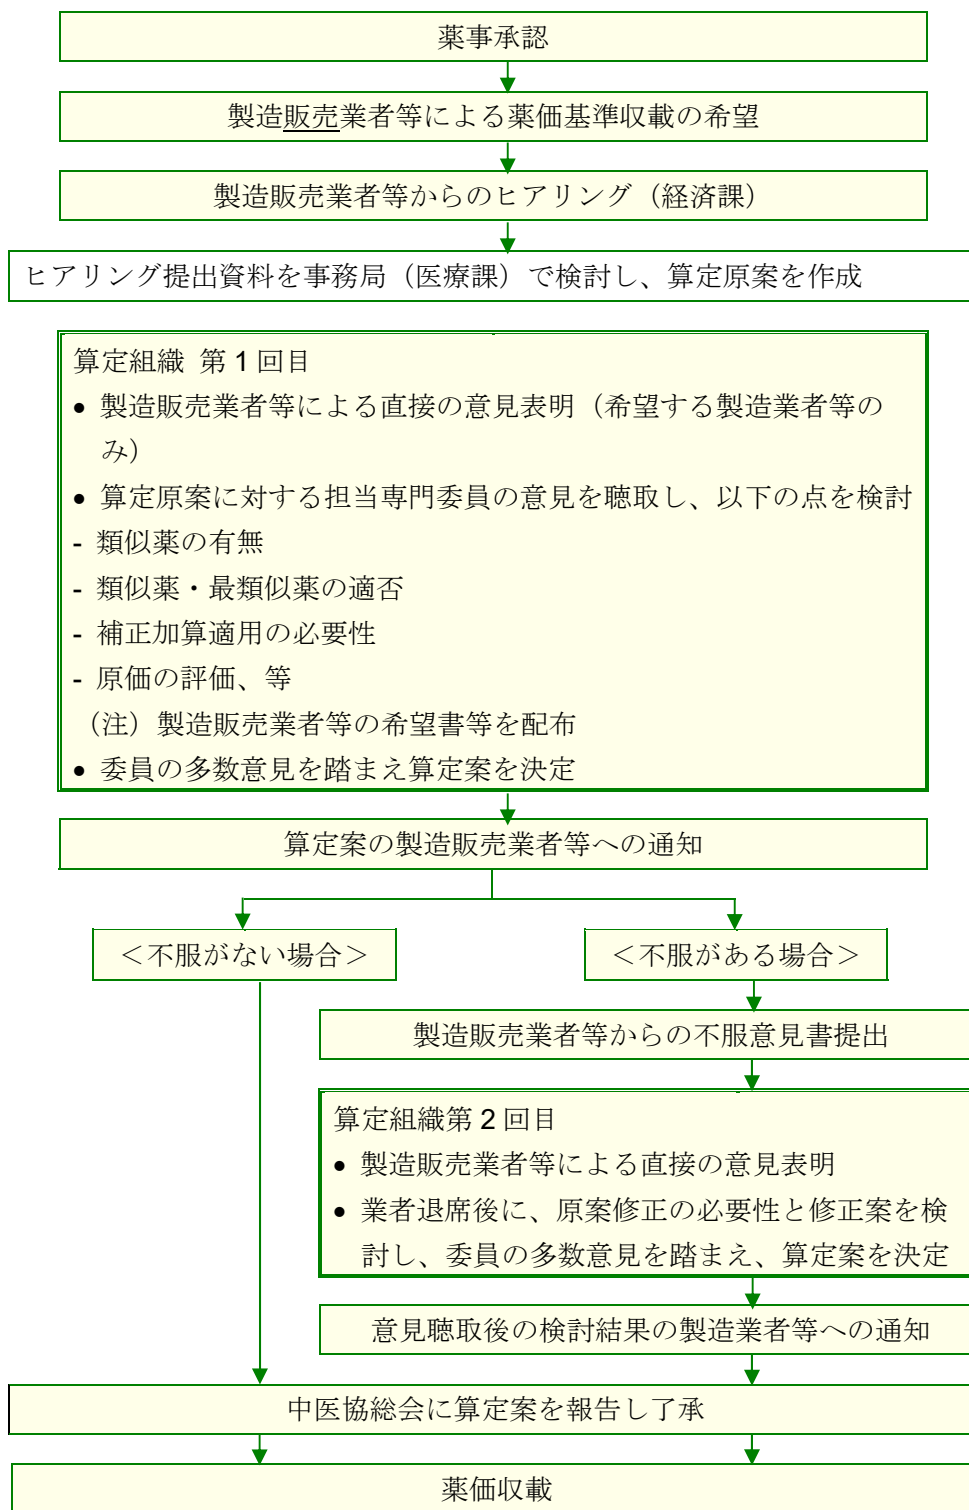 薬事承認
製造販売業者等による薬価基準収載の希望
製造販売業者等からのヒアリング（経済課）
ヒアリング提出資料を事務局（医療課）で検討し、算定原案を作成
算定組織 第1回目
• 製造販売業者等による直接の意見表明（希望する製造業者等の
み）
• 算定原案に対する担当専門委員の意見を聴取し、以下の点を検討
- 類似薬の有無
- 類似薬・最類似薬の適否
- 補正加算適用の必要性
- 原価の評価、等
（注）製造販売業者等の希望書等を配布
• 委員の多数意見を踏まえ算定案を決定
算定案の製造販売業者等への通知
＜不服がない場合＞
＜不服がある場合＞
製造販売業者等からの不服意見書提出
算定組織第2回目
• 製造販売業者等による直接の意見表明
• 業者退席後に、原案修正の必要性と修正案を検
討し、委員の多数意見を踏まえ、算定案を決定
意見聴取後の検討結果の製造業者等への通知
中医協総会に算定案を報告し了承
薬価収載